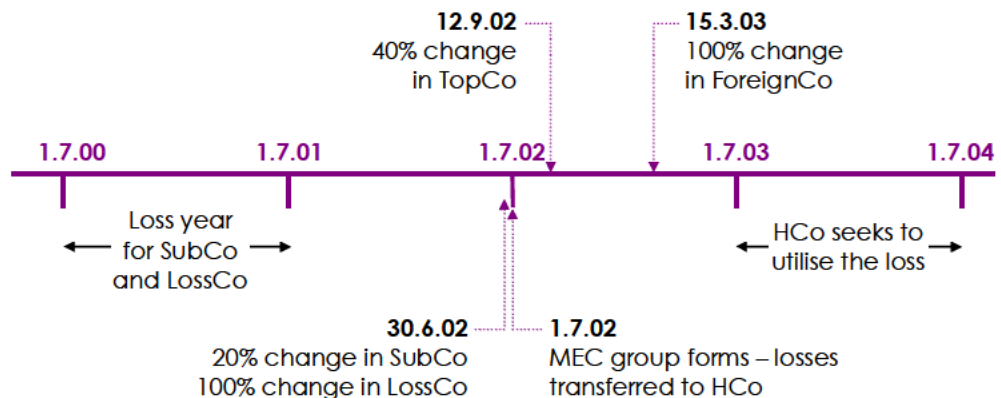 12.9.02
40% change
in TopCo
15.3.03
100% change
in ForeignCo
1.7.00
1.7.01
1.7.02
1.7.03
1.7.04
Loss year
for SubCo
and LossCo
HCo seeks to
utilise the loss
30.6.02
20% change in SubCo
100% change in LossCo
1.7.02
MEC group forms – losses
transferred to HCo